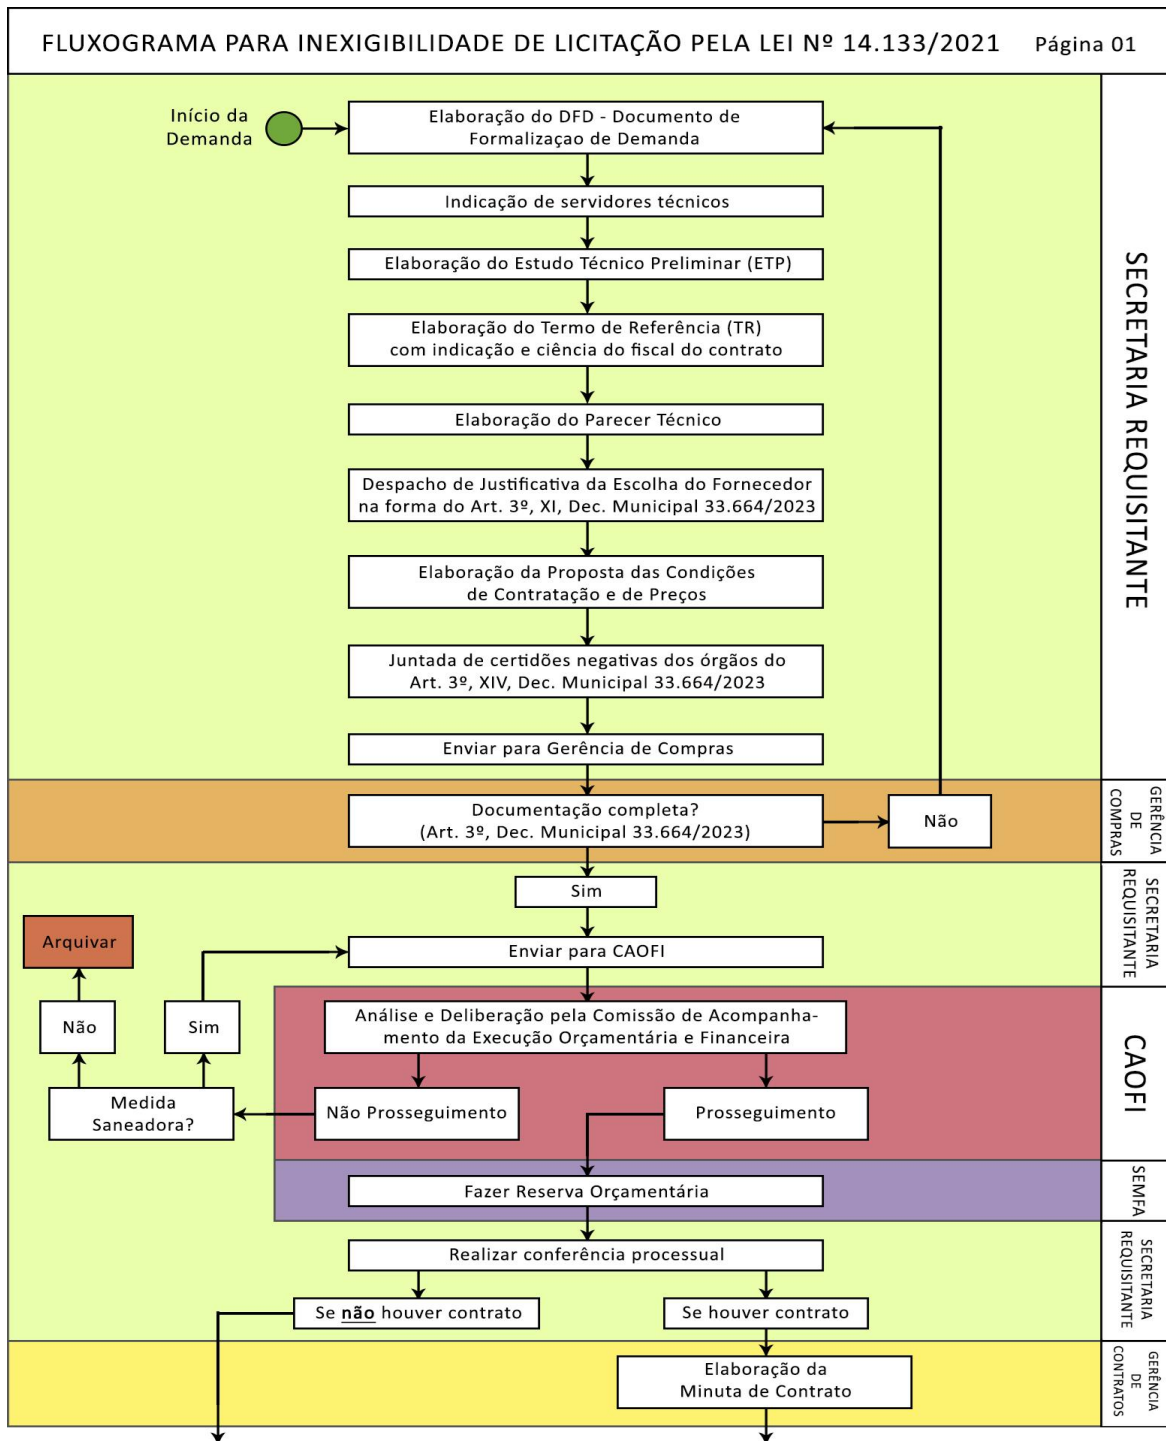 FLUXOGRAMA PARA INEXIGIBILIDADE DE LICITAÇÃO PELA LEI Nº 14.133/2021 Página 01
Início da
Demanda
Elaboração do DFD - Documento de
Formalizaçao de Demanda
Indicação de servidores técnicos
Elaboração do Estudo Técnico Preliminar (ETP)
Elaboração do Termo de Referência (TR)
com indicação e ciência do fiscal do contrato
Elaboração do Parecer Técnico
Despacho de Justificativa da Escolha do Fornecedor
na forma do Art. 3º, XI, Dec. Municipal 33.664/2023
Elaboração da Proposta das Condições
de Contratação e de Preços
Juntada de certidões negativas dos órgãos do
Art. 3º, XIV, Dec. Municipal 33.664/2023
Enviar para Gerência de Compras
SECRETARIA REQUISITANTE
Documentação completa?
(Art. 3º, Dec. Municipal 33.664/2023)
Não
GERÊNCIA
DE
COMPRAS
Sim
Enviar para CAOFI
SECRETARIA
REQUISITANTE
Arquivar
Não
Sim
Medida
Saneadora?
Análise e Deliberação pela Comissão de Acompanha-
mento da Execução Orçamentária e Financeira
Não Prosseguimento
Prosseguimento
CAOFI
Fazer Reserva Orçamentária
SEMFA
Realizar conferência processual
Se não houver contrato
Se houver contrato
SECRETARIA
REQUISITANTE
Elaboração da
Minuta de Contrato
GERÊNCIA
DE
CONTRATOS